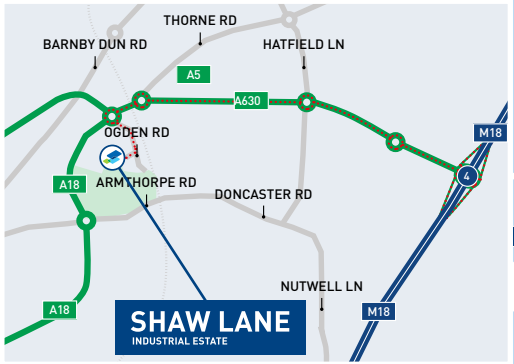 THORNE RD
BARNBY DUN RD
HATFIELD LN
A5
A630
M18
OGDEN RD
4
A18
ARMTHORPE RD
DONCASTER RD
NUTWELL LN
A18
SHAW LANE
INDUSTRIAL ESTATE
M18